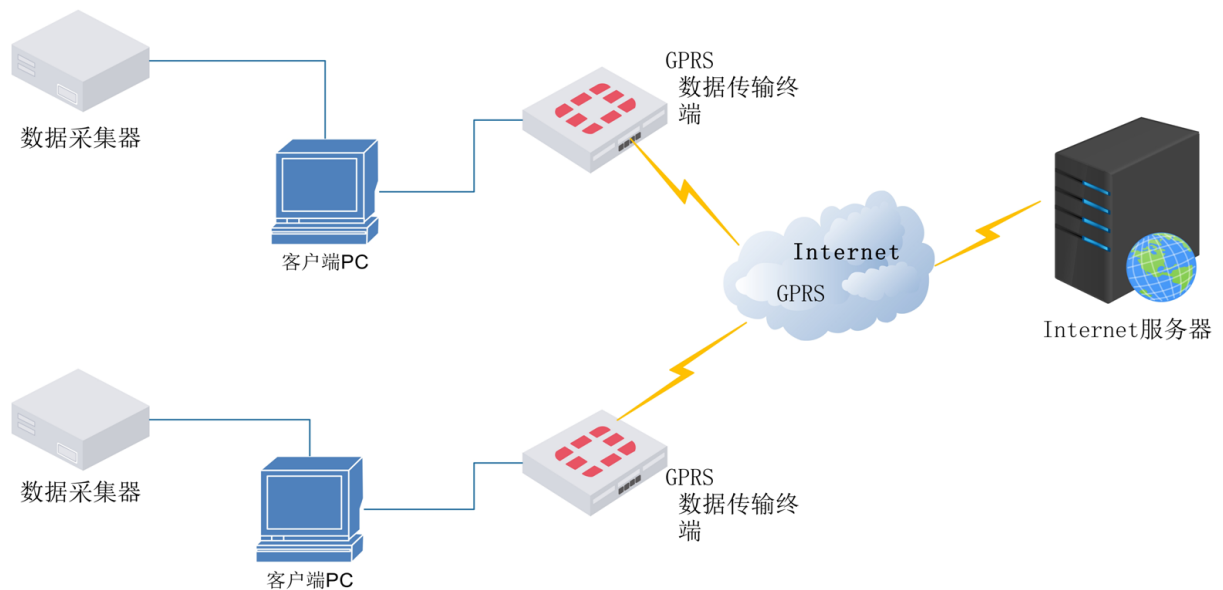 GPRS
数据传输终
端
数据采集器
客户端PC
Internet
GPRS
Internet服务器
数据采集器
GPRS
数据传输终
端
客户端PC